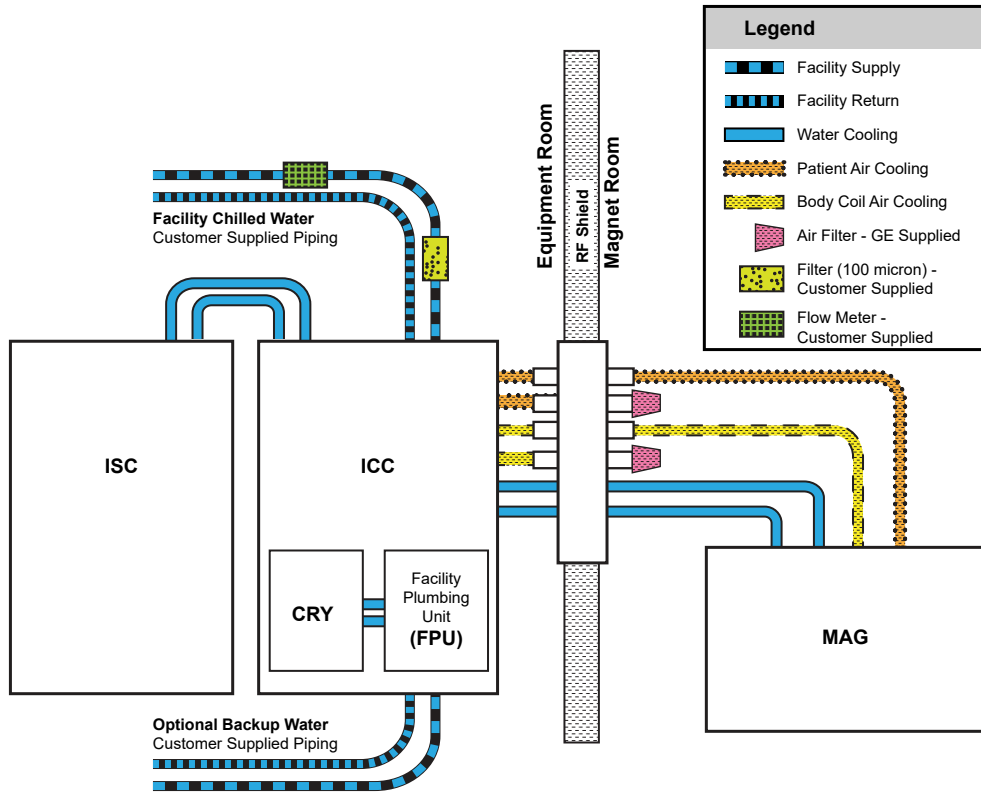 Legend
Facility Supply
Facility Return
Water Cooling
Patient Air Cooling
Body Coil Air Cooling
Air Filter - GE Supplied
Filter (100 micron) -
Customer Supplied
Flow Meter -
Customer Supplied
Equipment Room
RF Shield
Magnet Room
Facility Chilled Water
Customer Supplied Piping
ISC
ICC
CRY
Facility
Plumbing
Unit
(FPU)
MAG
Optional Backup Water
Customer Supplied Piping